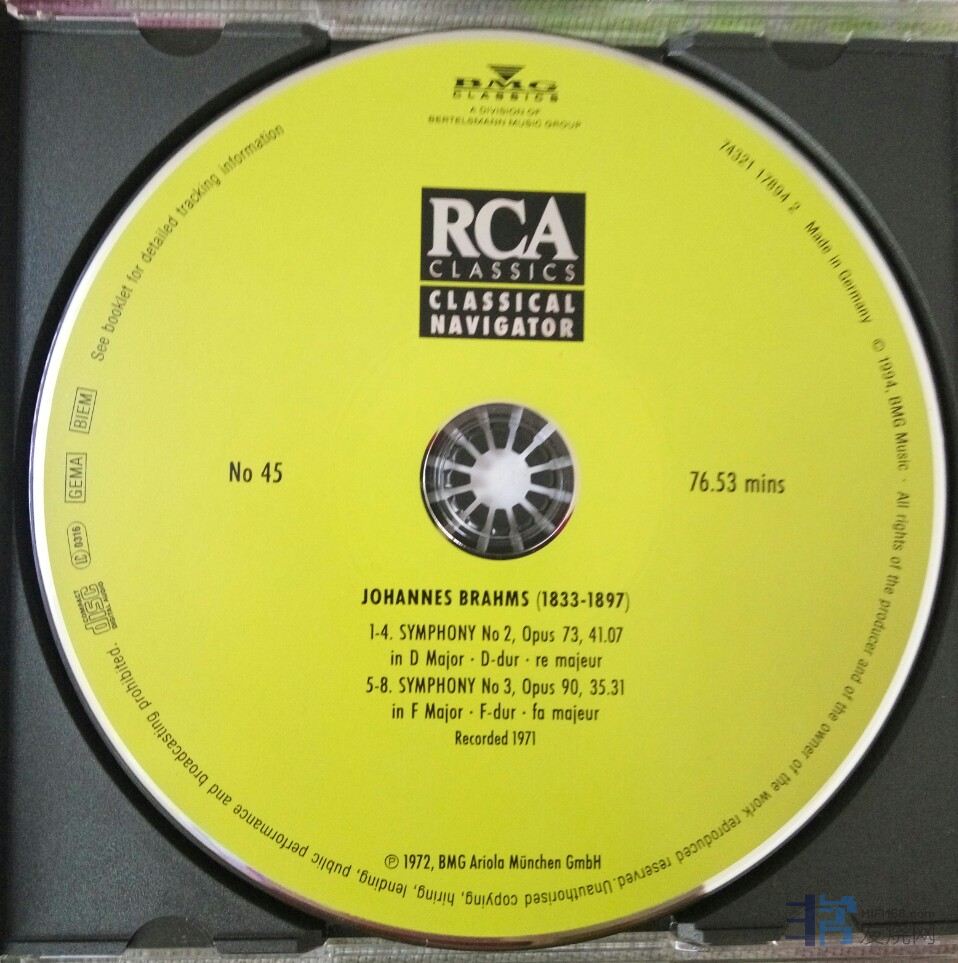 BMG
CLASSICS
A DIVISION OF
BERTELSMANN MUSIC GROUP
RCA
CLASSICS
CLASSICAL
NAVIGATOR
74321 17894 2 Made in Germany © 1994, BMG Music · All rights of the producer and of the owner of the work reproduced reserved. Unauthorised copying, hiring, lending, public performance and broadcasting prohibited.
COMPACT
disc
DIGITAL AUDIO
LC 0316
GEMA
BIEM
See booklet for detailed tracking information
No 45
76.53 mins
JOHANNES BRAHMS (1833-1897)
1-4. SYMPHONY No 2, Opus 73, 41.07
in D Major · D-dur · re majeur
5-8. SYMPHONY No 3, Opus 90, 35.31
in F Major · F-dur · fa majeur
Recorded 1971
℗ 1972, BMG Ariola München GmbH